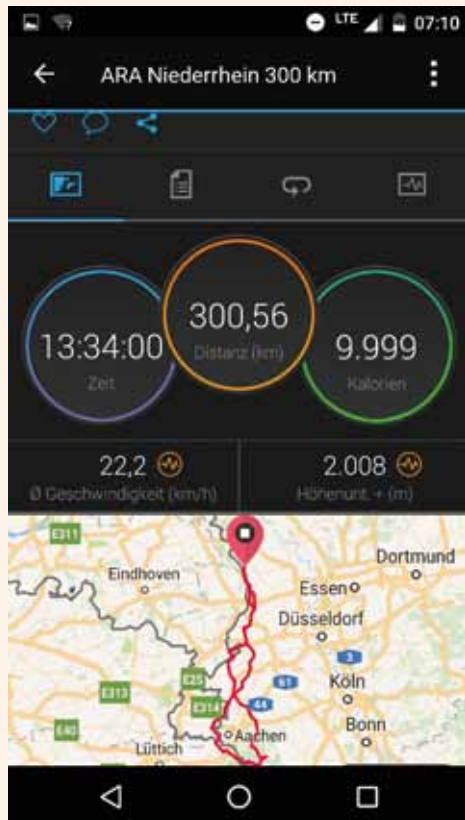 LTE 07:10
ARA Niederrhein 300 km
13:34:00
Zeit
300,56
Distanz (km)
9.999
Kalorien
22,2
Ø Geschwindigkeit (km/h)
2.008
Höhenunt. + (m)
E311
Eindhoven
Dortmund
Essen
Düsseldorf
3
E25
61
Köln
E313
E314
44
E40
Aachen
Bonn
Lüttich